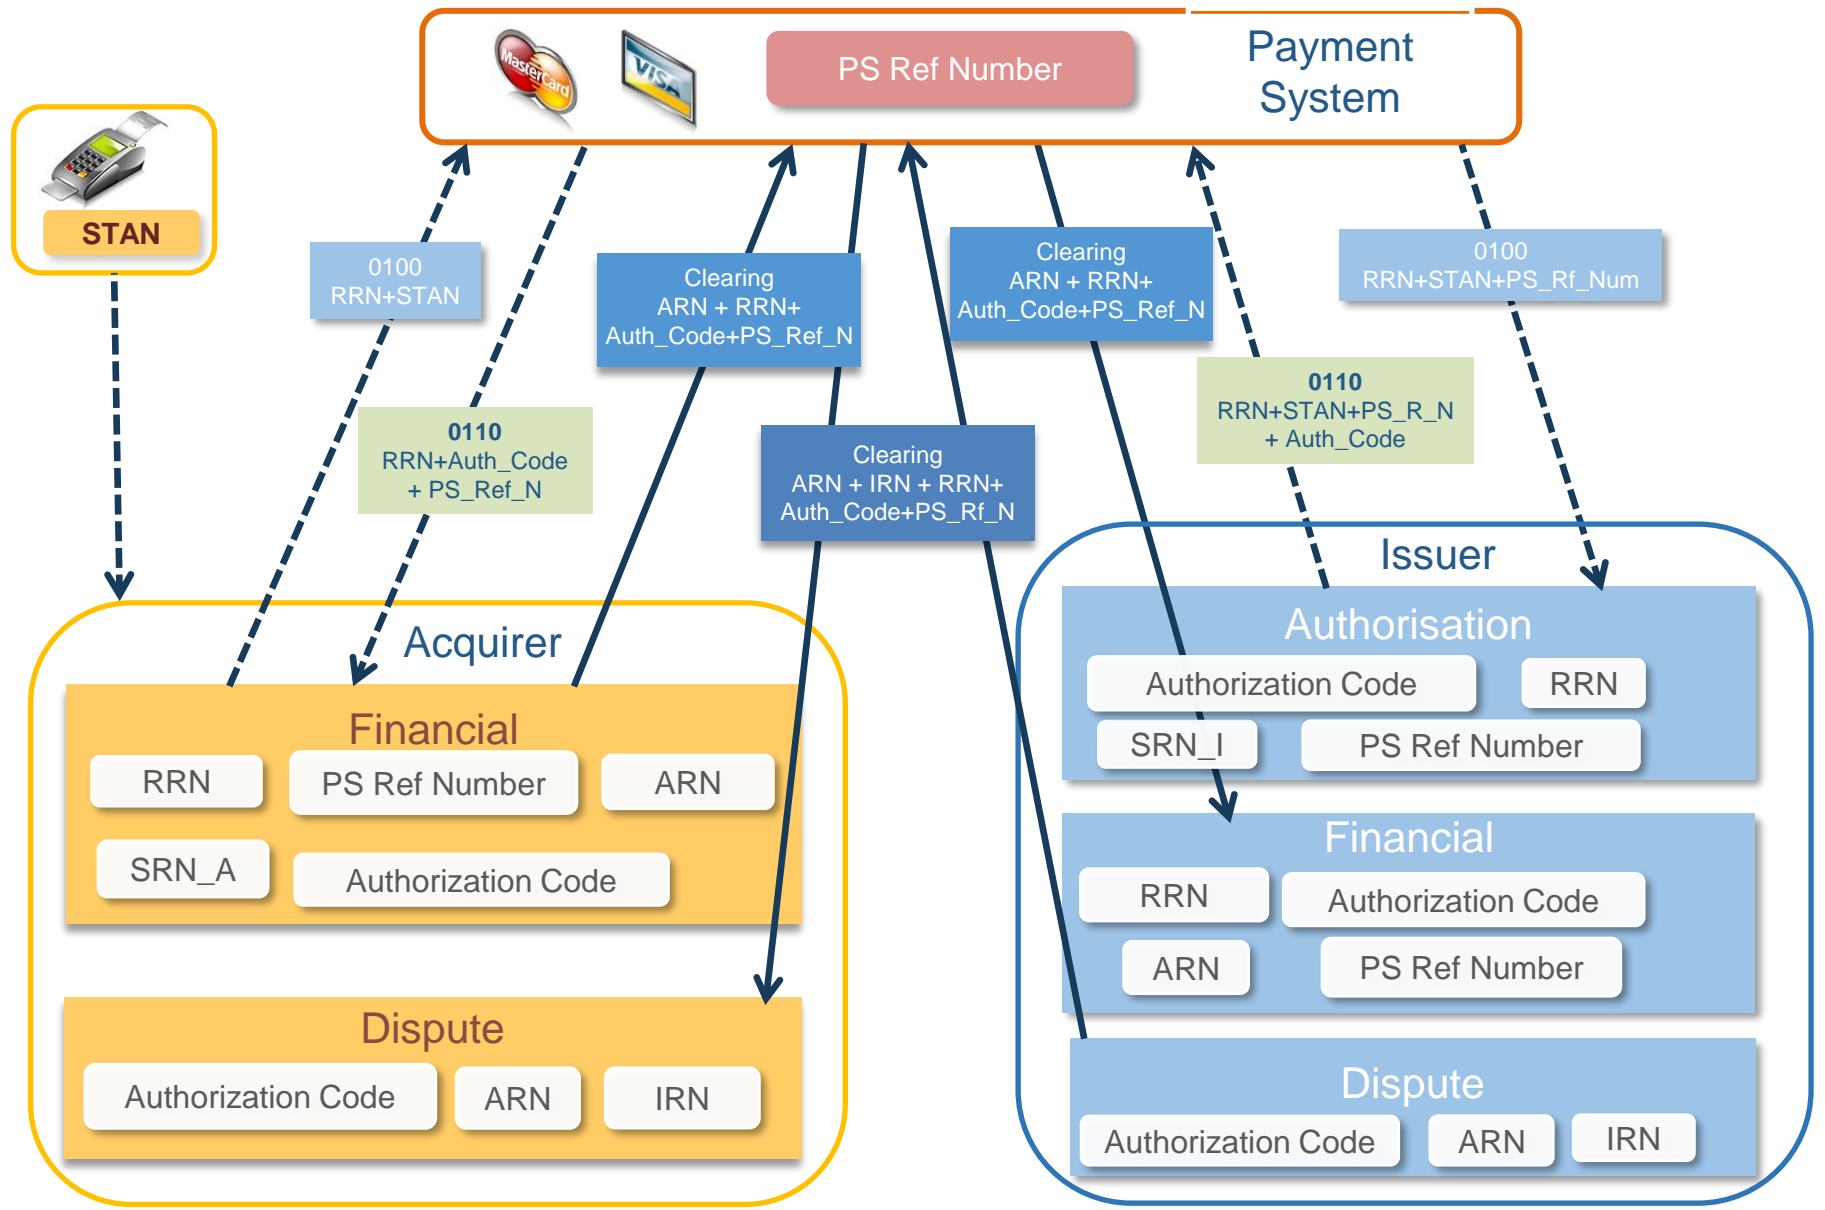 MasterCard
VISA
PS Ref Number
Payment
System
STAN
0100
RRN+STAN
Clearing
ARN + RRN+
Auth_Code+PS_Ref_N
Clearing
ARN + RRN+
Auth_Code+PS_Ref_N
0100
RRN+STAN+PS_Rf_Num
0110
RRN+Auth_Code
+ PS_Ref_N
Clearing
ARN + IRN + RRN+
Auth_Code+PS_Rf_N
0110
RRN+STAN+PS_R_N
+ Auth_Code
Acquirer
Financial
RRN
PS Ref Number
ARN
SRN_A
Authorization Code
Dispute
Authorization Code
ARN
IRN
Issuer
Authorisation
Authorization Code
RRN
SRN_I
PS Ref Number
Financial
RRN
Authorization Code
ARN
PS Ref Number
Dispute
Authorization Code
ARN
IRN